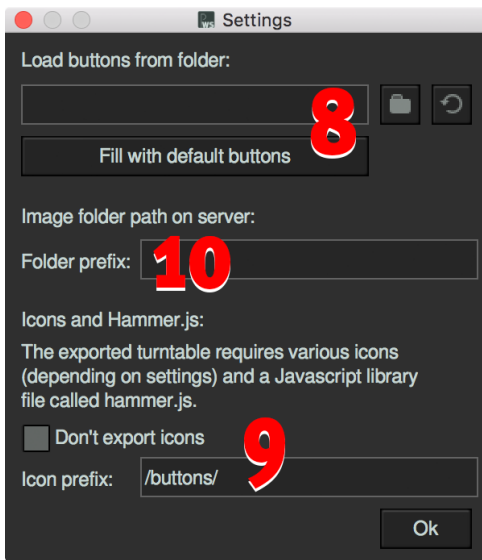 WS Settings
Load buttons from folder:
8
Fill with default buttons
Image folder path on server:
Folder prefix: 10
Icons and Hammer.js:
The exported turntable requires various icons
(depending on settings) and a Javascript library
file called hammer.js.
Don't export icons
9
Icon prefix: /buttons/
Ok